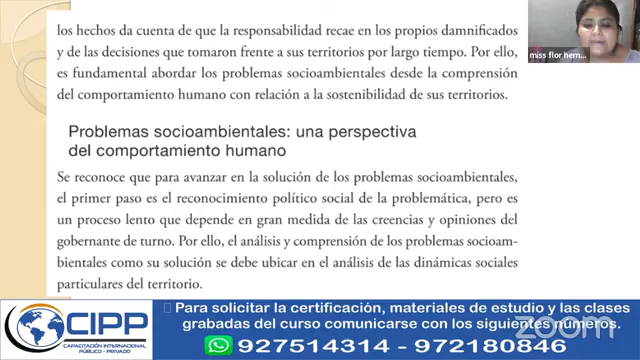 los hechos da cuenta de que la responsabilidad recae en los propios damnificados
y de las decisiones que tomaron frente a sus territorios por largo tiempo. Por ello,
es fundamental abordar los problemas socioambientales desde la comprensión
del comportamiento humano con relación a la sostenibilidad de sus territorios.
Problemas socioambientales: una perspectiva
del comportamiento humano
Se reconoce que para avanzar en la solución de los problemas socioambientales,
el primer paso es el reconocimiento político social de la problemática, pero es
un proceso lento que depende en gran medida de las creencias y opiniones del
gobernante de turno. Por ello, el análisis y comprensión de los problemas socioam-
bientales como su solución se debe ubicar en el análisis de las dinámicas sociales
particulares del territorio.
miss flor hern...
zoom
CIPP
CAPACITACIÓN INTERNACIONAL
PÚBLICO - PRIVADO
Para solicitar la certificación, materiales de estudio y las clases
grabadas del curso comunicarse con los siguientes números.
927514314 - 972180846